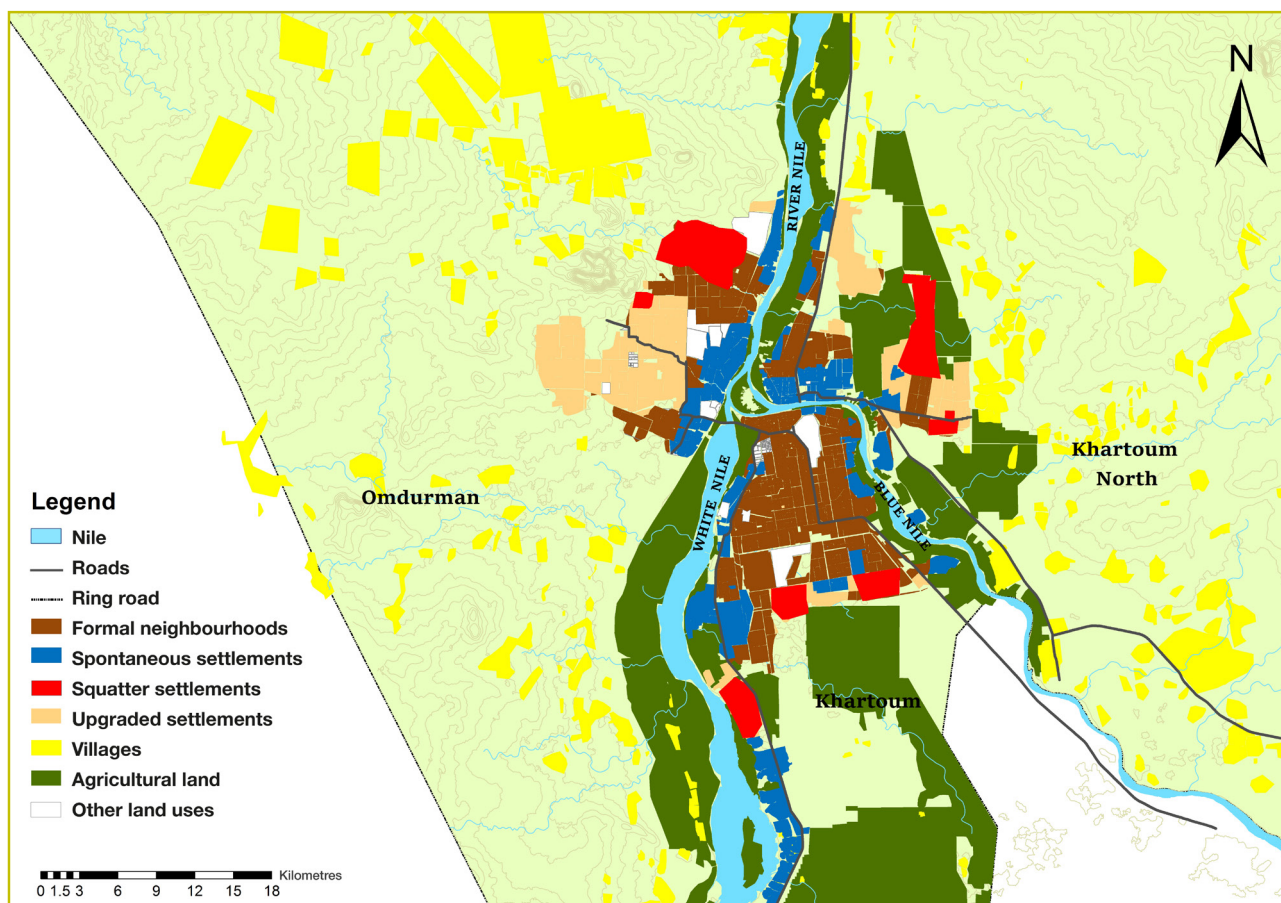 N
RIVER NILE
Khartoum
North
Omdurman
WHITE NILE
BLUE NILE
Khartoum
Legend
Nile
Roads
Ring road
Formal neighbourhoods
Spontaneous settlements
Squatter settlements
Upgraded settlements
Villages
Agricultural land
Other land uses
Kilometres
0 1.5 3 6 9 12 15 18